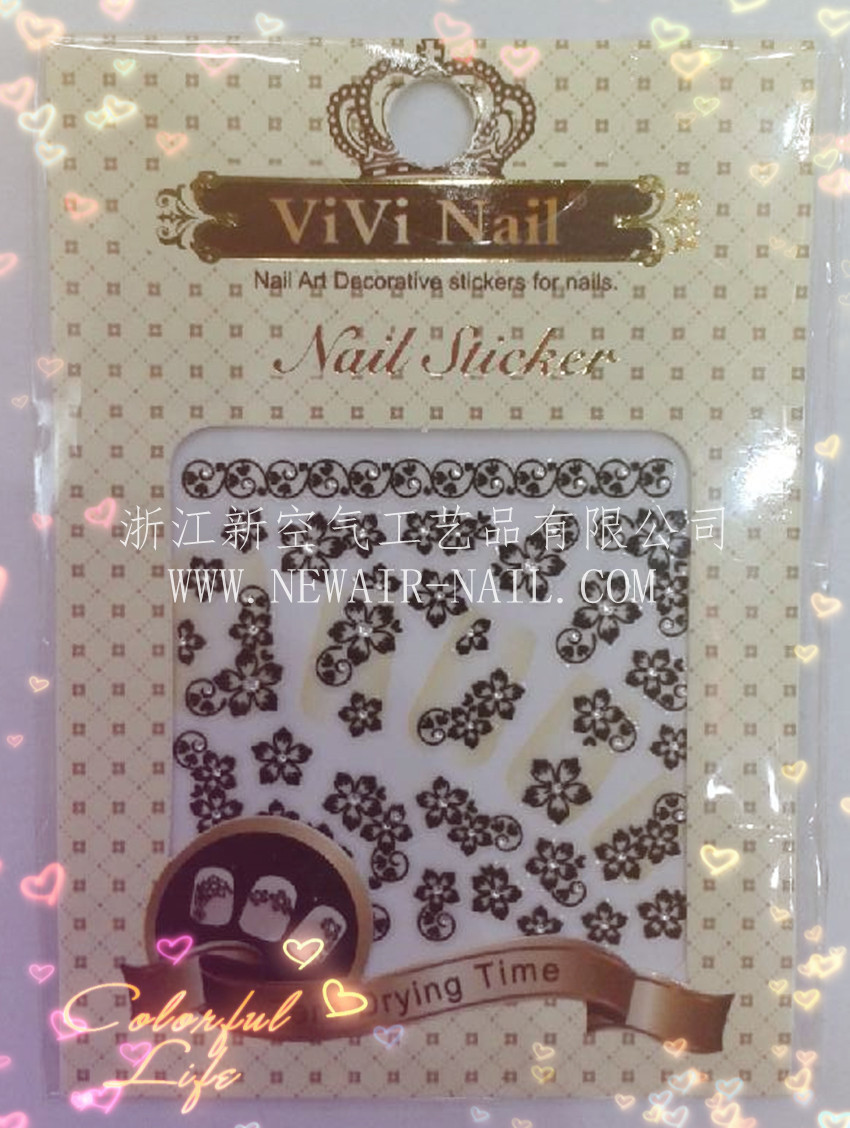 ViVi Nail®
Nail Art Decorative stickers for nails.
Nail Sticker
浙江新空气工艺品有限公司
WWW.NEWAIR-NAIL.COM
Drying Time
Colorful
Life